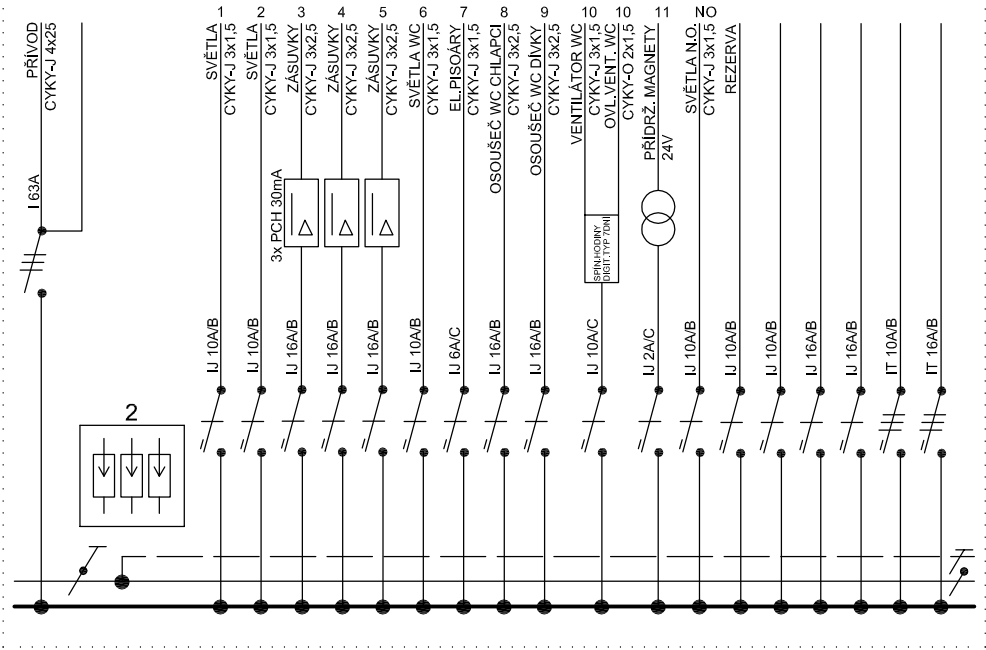 PŘÍVOD
CYKY-J 4x25
I 63A
1
SVĚTLA
CYKY-J 3x1,5
2
SVĚTLA
CYKY-J 3x1,5
3
ZÁSUVKY
CYKY-J 3x2,5
4
ZÁSUVKY
CYKY-J 3x2,5
5
ZÁSUVKY
CYKY-J 3x2,5
6
SVĚTLA WC
CYKY-J 3x1,5
7
EL.PISOÁRY
CYKY-J 3x1,5
8
OSOUŠEČ WC CHLAPCI
CYKY-J 3x2,5
9
OSOUŠEČ WC DÍVKY
CYKY-J 3x2,5
10
VENTILÁTOR WC
CYKY-J 3x1,5
10
OVL.VENT. WC
CYKY-O 2x1,5
11
PŘÍDRŽ. MAGNETY
24V
NO
SVĚTLA N.O.
CYKY-J 3x1,5
REZERVA
3x PCH 30mA
SPÍN.HODINY
DIGIT.TYP 7DNÍ
IJ 10A/B
IJ 10A/B
IJ 16A/B
IJ 16A/B
IJ 16A/B
IJ 10A/B
IJ 6A/C
IJ 16A/B
IJ 16A/B
IJ 10A/C
IJ 2A/C
IJ 10A/B
IJ 10A/B
IJ 10A/B
IJ 16A/B
IJ 16A/B
IT 10A/B
IT 16A/B
2